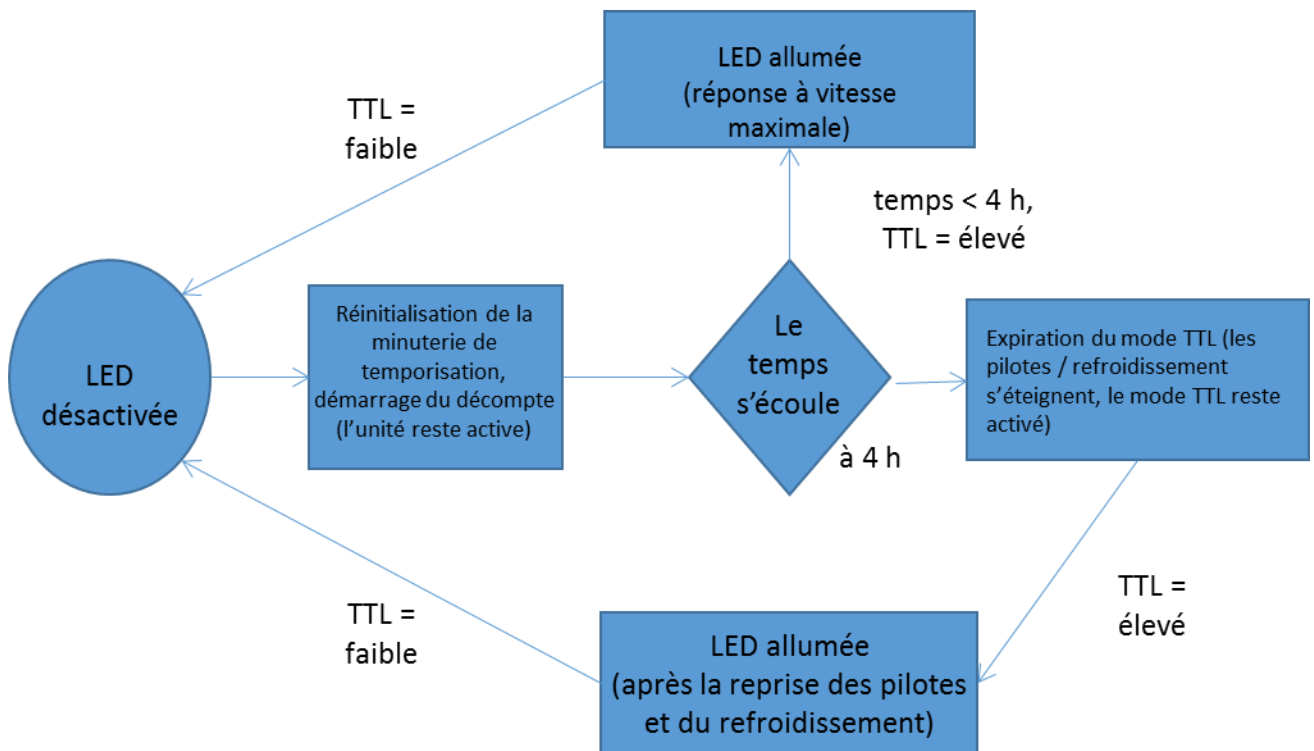 LED allumée
(réponse à vitesse
maximale)
TTL =
faible
temps < 4 h,
TTL = élevé
LED
désactivée
Réinitialisation de la
minuterie de
temporisation,
démarrage du décompte
(l’unité reste active)
Le
temps
s’écoule
à 4 h
Expiration du mode TTL (les
pilotes / refroidissement
s’éteignent, le mode TTL reste
activé)
TTL =
élevé
TTL =
faible
LED allumée
(après la reprise des pilotes
et du refroidissement)